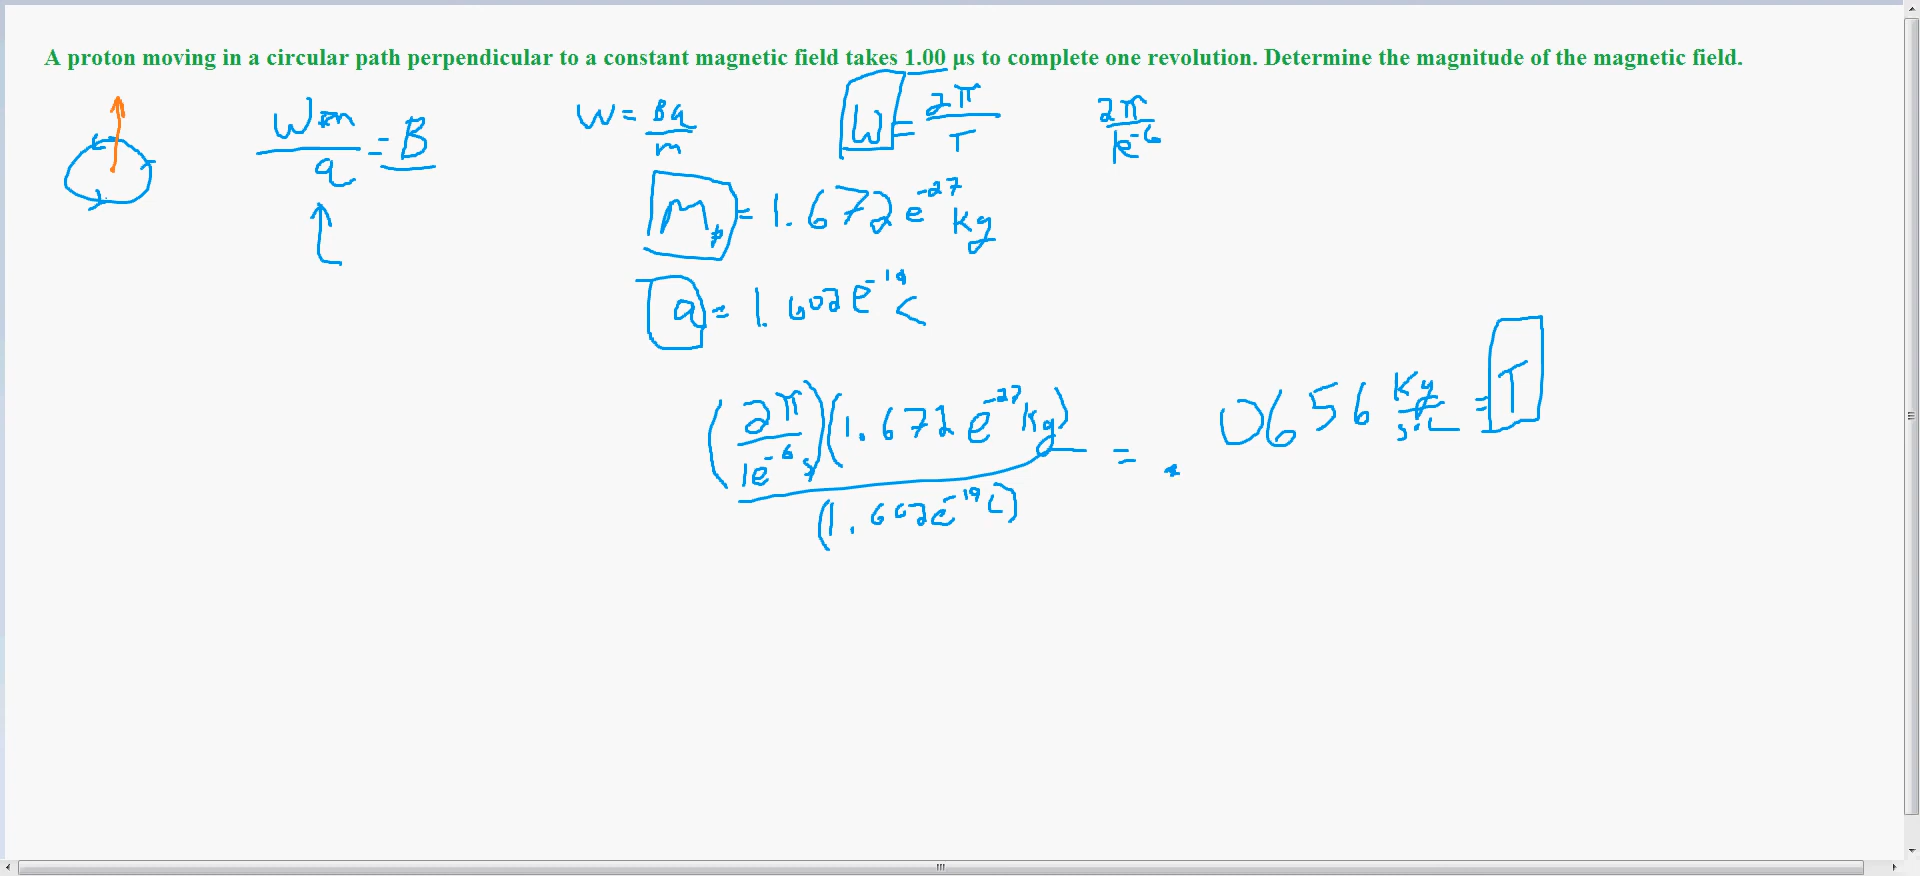 A proton moving in a circular path perpendicular to a constant magnetic field takes 1.00 μs to complete one revolution. Determine the magnitude of the magnetic field.
Wm/q = B
W = Bq/m
W = 2π/T
2π/1e^-6
Mp = 1.672e^-27 kg
q = 1.602e^-19 C
(2π/1e^-6 s)(1.672e^-27 kg)/(1.602e^-19 C) = .0656 kg/s·C = T